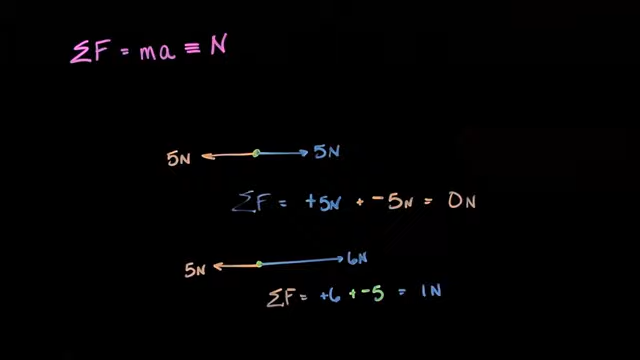 ΣF = ma ≡ N
5N 5N
ΣF = +5N + -5N = 0N
5N 6N
ΣF = +6 + -5 = 1N